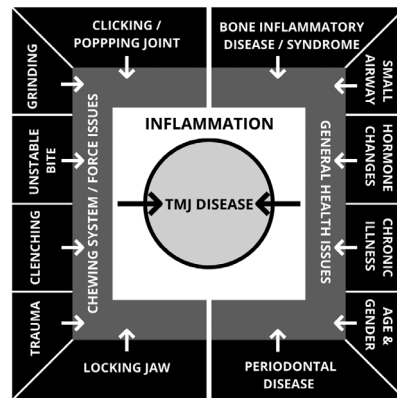 CLICKING /
POPPPING JOINT
BONE INFLAMMATORY
DISEASE / SYNDROME
GRINDING
UNSTABLE
BITE
CLENCHING
TRAUMA
CHEWING SYSTEM / FORCE ISSUES
INFLAMMATION
TMJ DISEASE
GENERAL HEALTH ISSUES
SMALL
AIRWAY
HORMONE
CHANGES
CHRONIC
ILLNESS
AGE &
GENDER
LOCKING JAW
PERIODONTAL
DISEASE